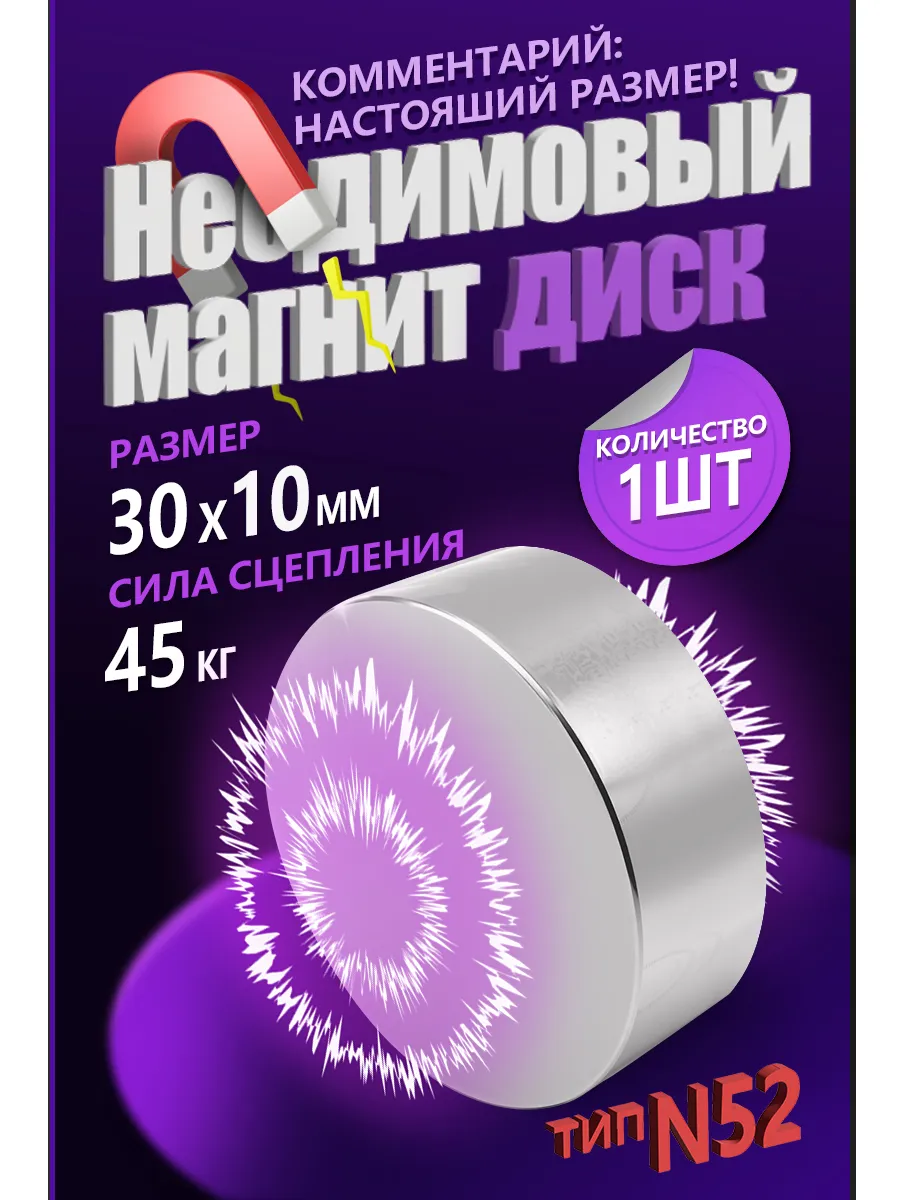 КОММЕНТАРИЙ:
НАСТОЯШИЙ РАЗМЕР!
Неодимовый
магнит диск
РАЗМЕР
30 x 10 мм
СИЛА СЦЕПЛЕНИЯ
45 кг
КОЛИЧЕСТВО
1ШТ
ТИП N52